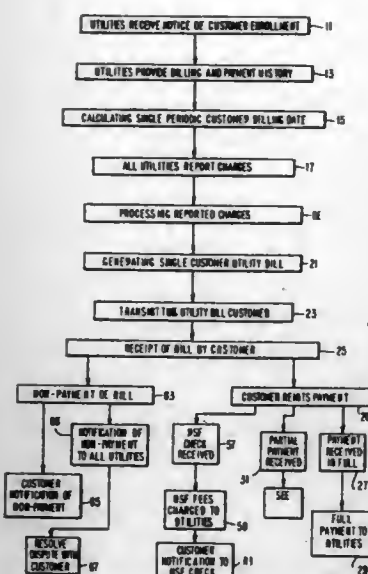 UTILITIES RECEIVE NOTICE OF CUSTOMER ENROLLMENT 11
UTILITIES PROVIDE BILLING AND PAYMENT HISTORY 13
CALCULATING SINGLE PERIODIC CUSTOMER BILLING DATE 15
ALL UTILITIES REPORT CHARGES 17
PROCESSING REPORTED CHARGES
GENERATING SINGLE CUSTOMER UTILITY BILL 21
TRANSMITTING UTILITY BILL CUSTOMER 23
RECEIPT OF BILL BY CUSTOMER 25
NON-PAYMENT OF BILL 63
CUSTOMER REMITS PAYMENT
NOTIFICATION OF
NON-PAYMENT
TO ALL UTILITIES
CUSTOMER
NOTIFICATION OF
NON-PAYMENT
65
RESOLVE
DISPUTE WITH
CUSTOMER
67
NSF
CHECK
RECEIVED
57
NSF FEES
CHARGED TO
UTILITIES
CUSTOMER
NOTIFICATION TO
NSF CHECK
61
PARTIAL
PAYMENT
RECEIVED
31
SEE
PAYMENT
RECEIVED
IN FULL
27
FULL
PAYMENT TO
UTILITIES
29